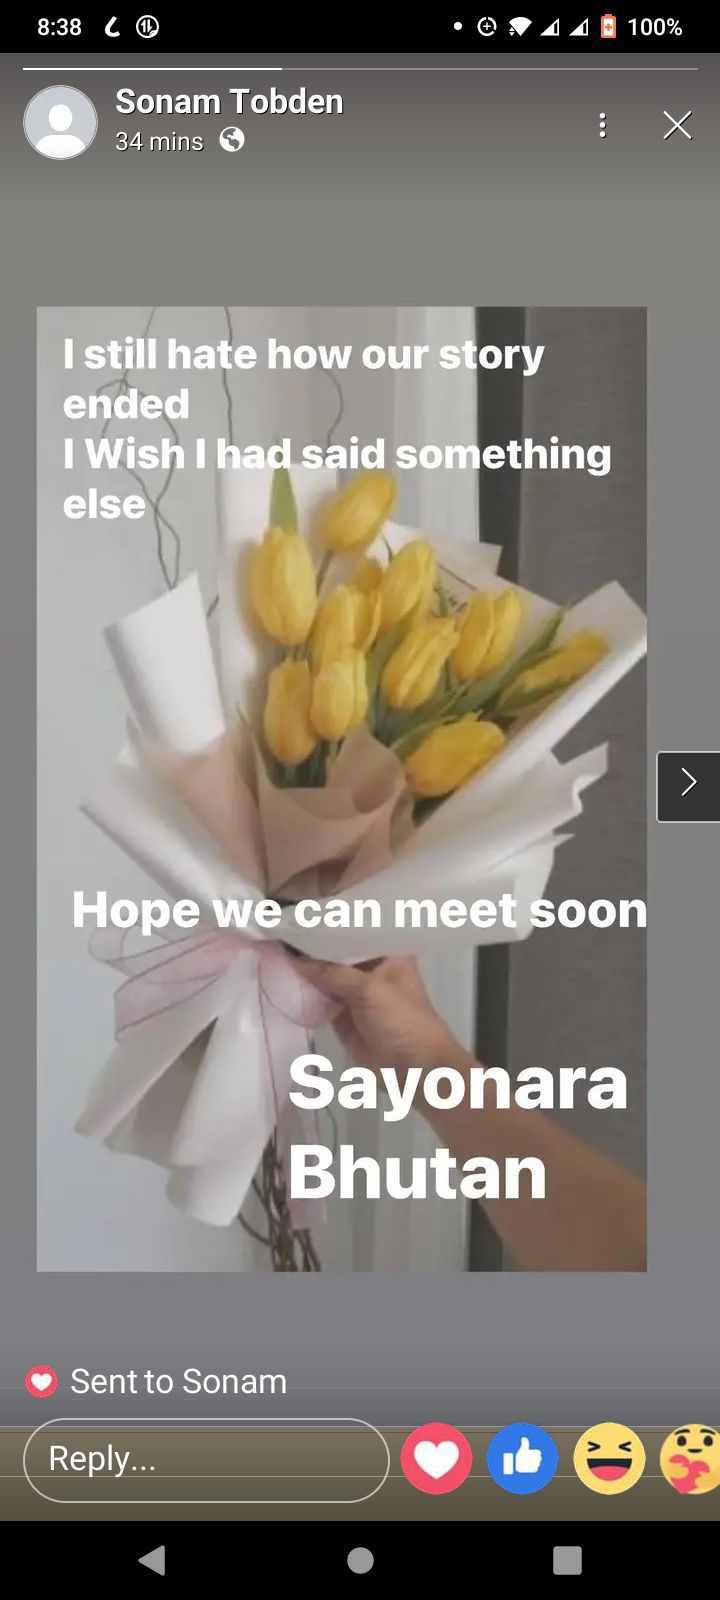 8:38
100%
Sonam Tobden
34 mins
I still hate how our story
ended
I Wish I had said something
else
Hope we can meet soon
Sayonara
Bhutan
Sent to Sonam
Reply...